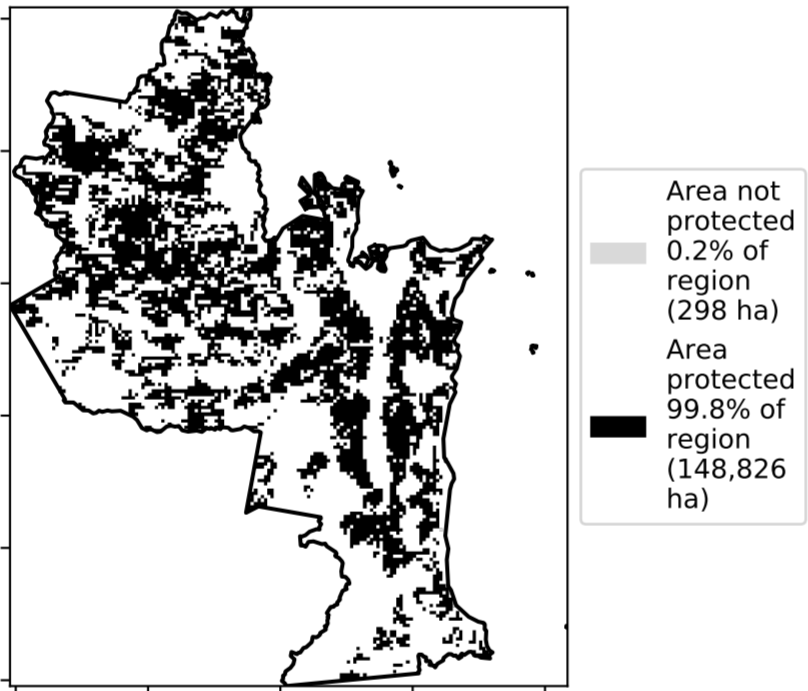 Area not
protected
0.2% of
region
(298 ha)
Area
protected
99.8% of
region
(148,826
ha)